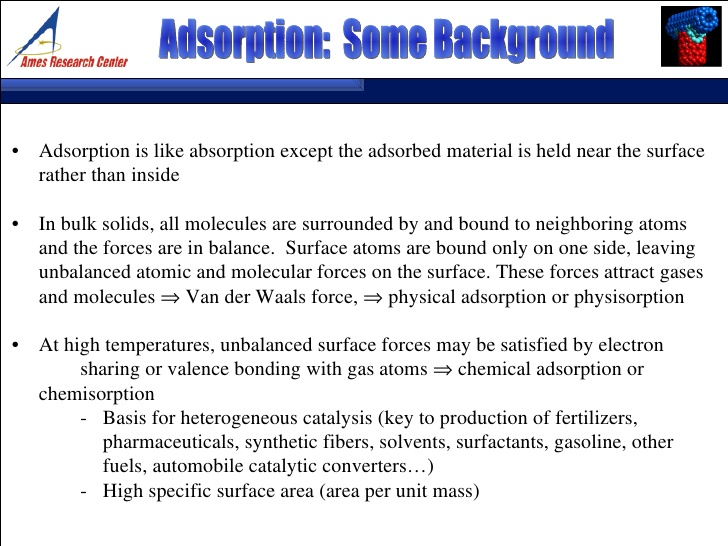 Adsorption: Some Background
Ames Research Center
• Adsorption is like absorption except the adsorbed material is held near the surface
rather than inside
• In bulk solids, all molecules are surrounded by and bound to neighboring atoms
and the forces are in balance. Surface atoms are bound only on one side, leaving
unbalanced atomic and molecular forces on the surface. These forces attract gases
and molecules ⇒ Van der Waals force, ⇒ physical adsorption or physisorption
• At high temperatures, unbalanced surface forces may be satisfied by electron
sharing or valence bonding with gas atoms ⇒ chemical adsorption or
chemisorption
- Basis for heterogeneous catalysis (key to production of fertilizers,
pharmaceuticals, synthetic fibers, solvents, surfactants, gasoline, other
fuels, automobile catalytic converters…)
- High specific surface area (area per unit mass)